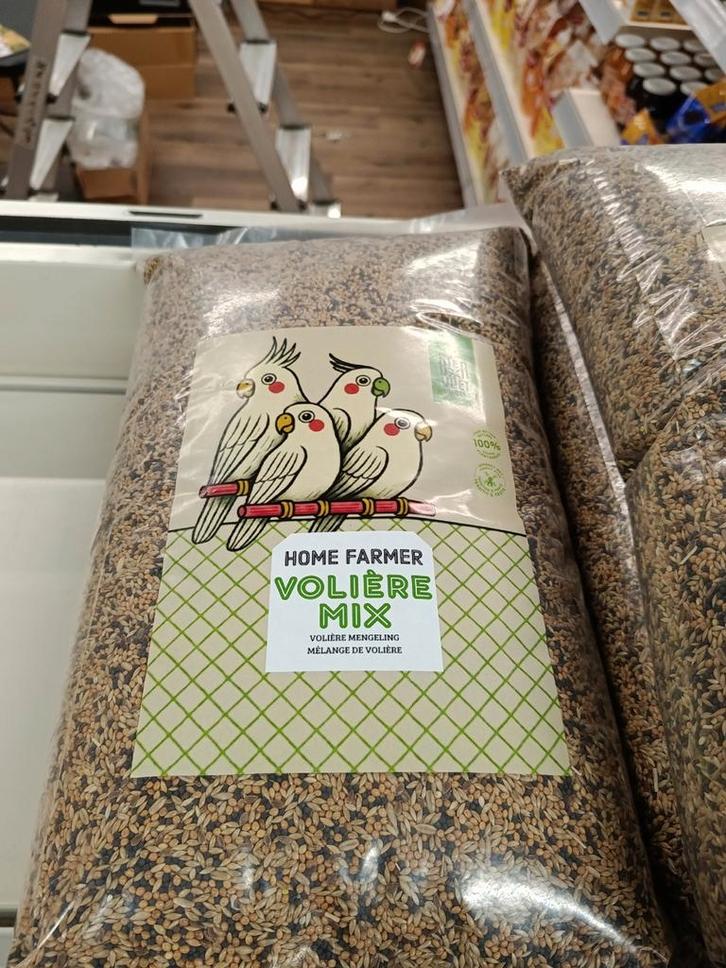 100%
HOME FARMER
VOLIÈRE
MIX
VOLIÈRE MENGELING
MÉLANGE DE VOLIÈRE